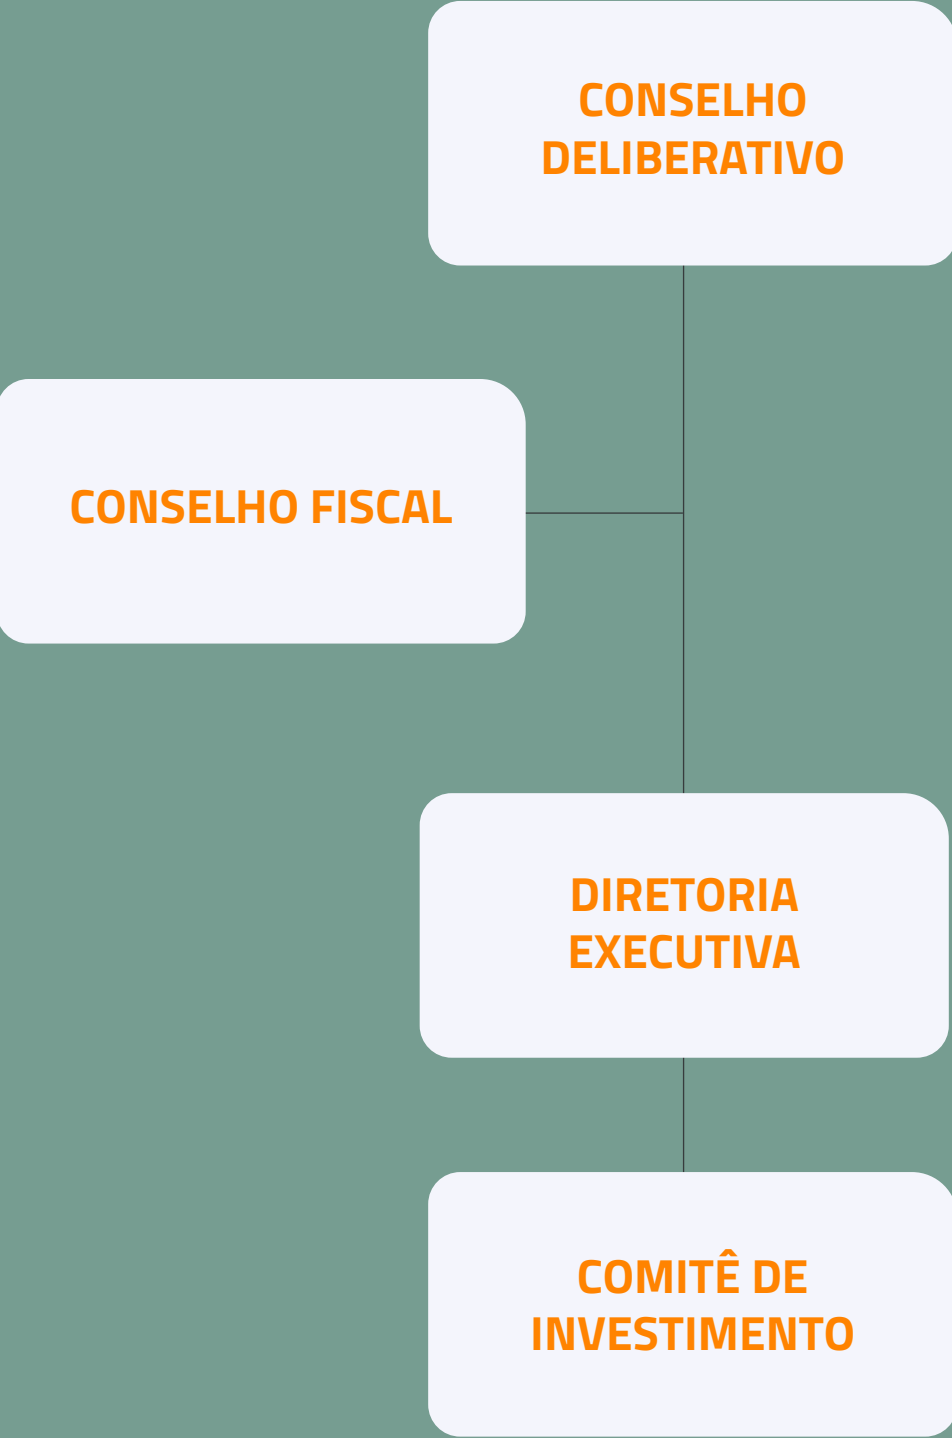 CONSELHO
DELIBERATIVO
CONSELHO FISCAL
DIRETORIA
EXECUTIVA
COMITÊ DE
INVESTIMENTO